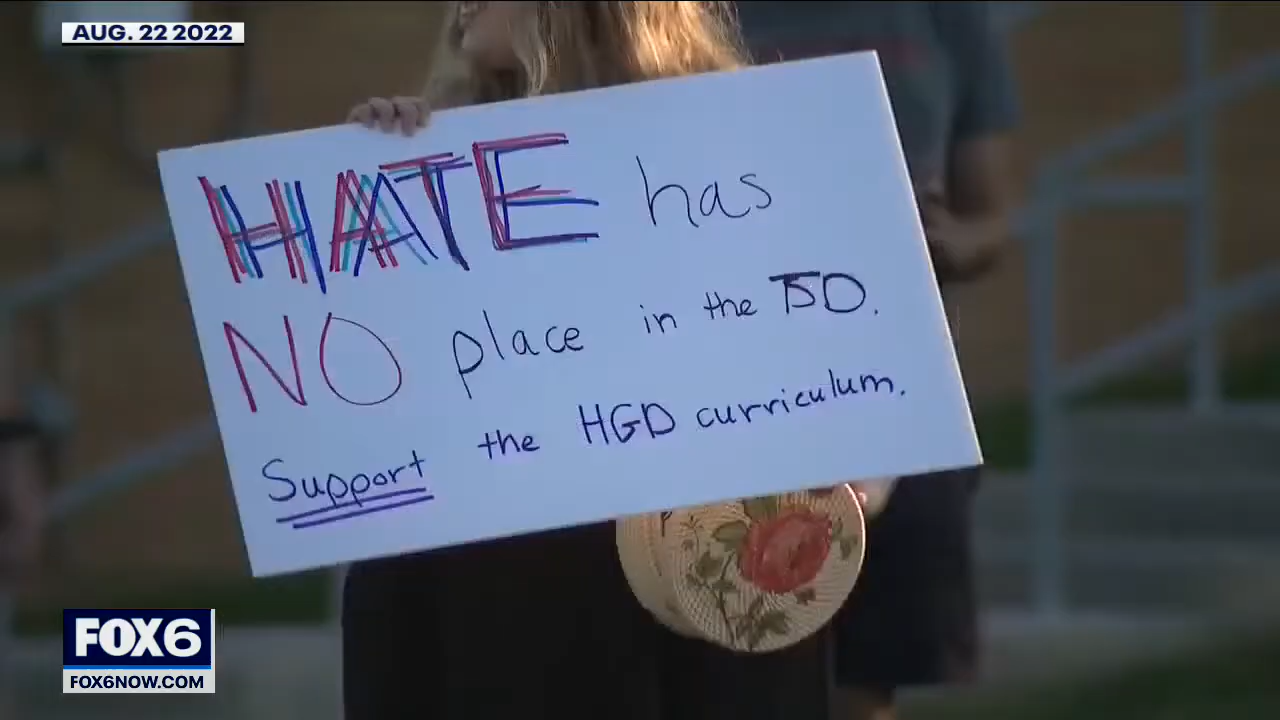 AUG. 22 2022
HATE has
NO place in the TSD.
Support the HGD curriculum.
FOX6
FOX6NOW.COM